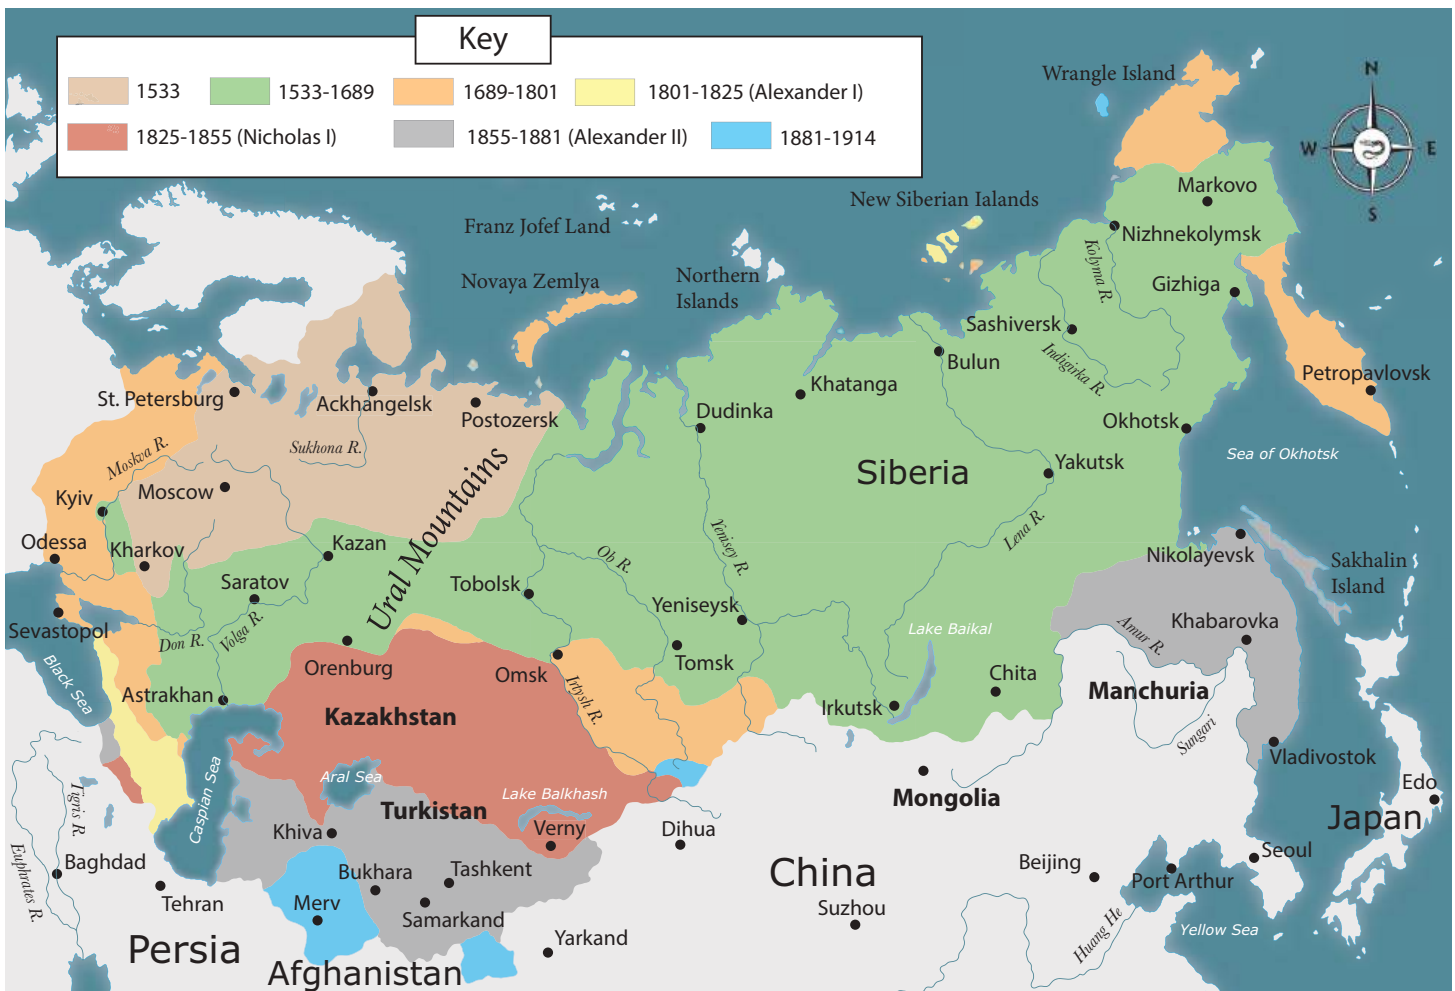 Key
1533
1533-1689
1689-1801
1801-1825 (Alexander I)
1825-1855 (Nicholas I)
1855-1881 (Alexander II)
1881-1914
N
W
E
S
Wrangle Island
Markovo
New Siberian Ialands
Franz Jofef Land
Nizhnekolymsk
Kolyma R.
Novaya Zemlya
Northern
Islands
Gizhiga
Sashiversk
Indigirka R.
Bulun
Khatanga
Petropavlovsk
St. Petersburg
Ackhangelsk
Postozersk
Dudinka
Okhotsk
Sukhona R.
Moskva R.
Sea of Okhotsk
Siberia
Yakutsk
Moscow
Kyiv
Ural Mountains
Yenisey R.
Lena R.
Odessa
Kharkov
Kazan
Ob R.
Nikolayevsk
Sakhalin
Island
Saratov
Tobolsk
Yeniseysk
Sevastopol
Don R.
Volga R.
Lake Baikal
Amur R.
Khabarovka
Black Sea
Orenburg
Omsk
Tomsk
Chita
Astrakhan
Irtysh R.
Irkutsk
Manchuria
Kazakhstan
Sungari
Vladivostok
Caspian Sea
Aral Sea
Tigris R.
Lake Balkhash
Mongolia
Edo
Turkistan
Japan
Khiva
Verny
Dihua
Euphrates R.
Baghdad
Bukhara
Tashkent
China
Beijing
Port Arthur
Seoul
Tehran
Merv
Samarkand
Suzhou
Huang He
Yellow Sea
Persia
Yarkand
Afghanistan